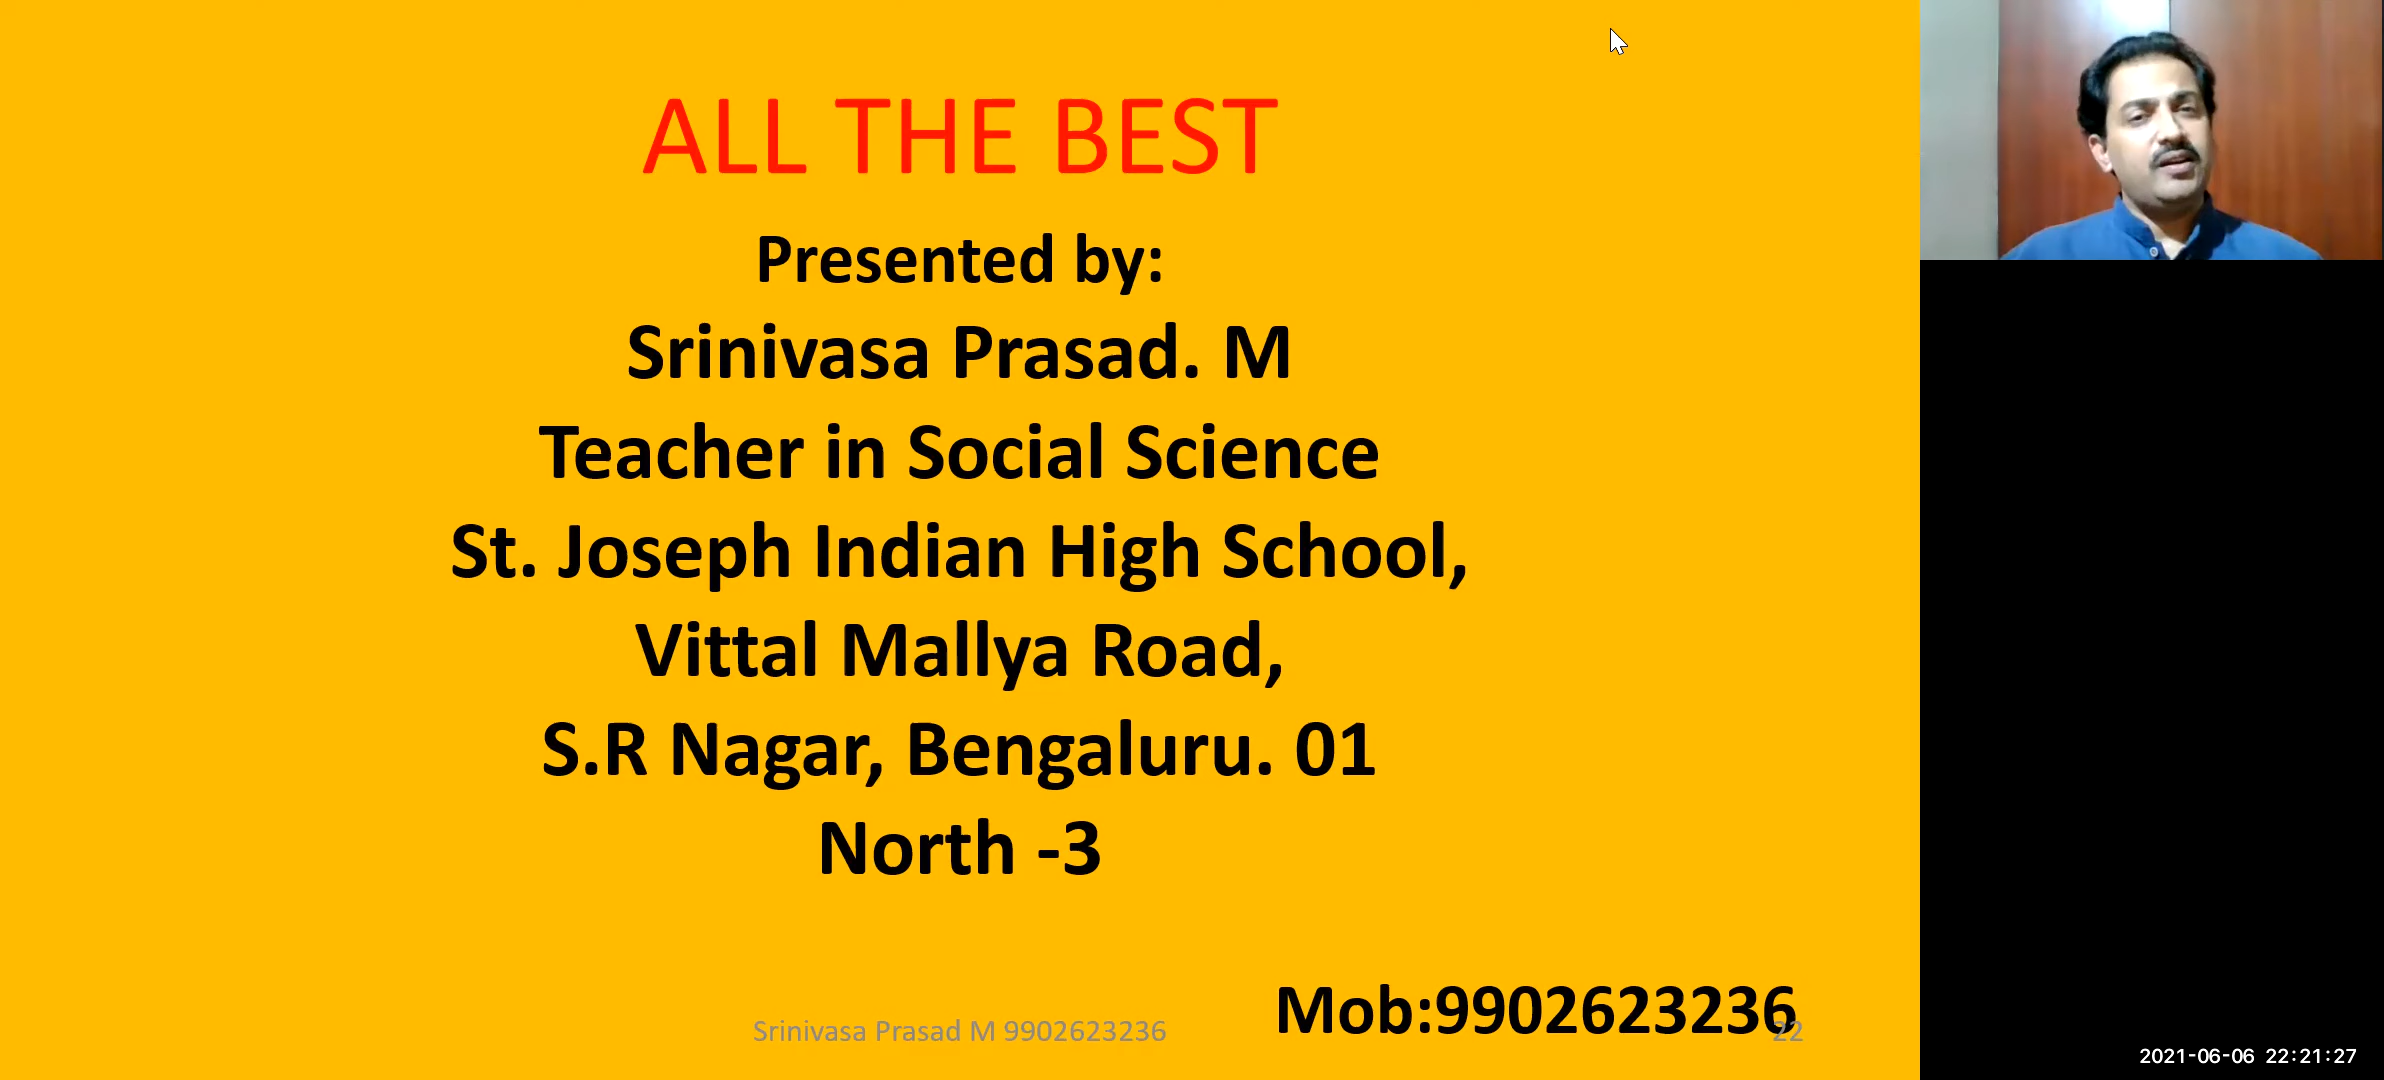 ALL THE BEST
Presented by:
Srinivasa Prasad. M
Teacher in Social Science
St. Joseph Indian High School,
Vittal Mallya Road,
S.R Nagar, Bengaluru. 01
North -3
Mob:9902623236
Srinivasa Prasad M 9902623236
22
2021-06-06 22:21:27